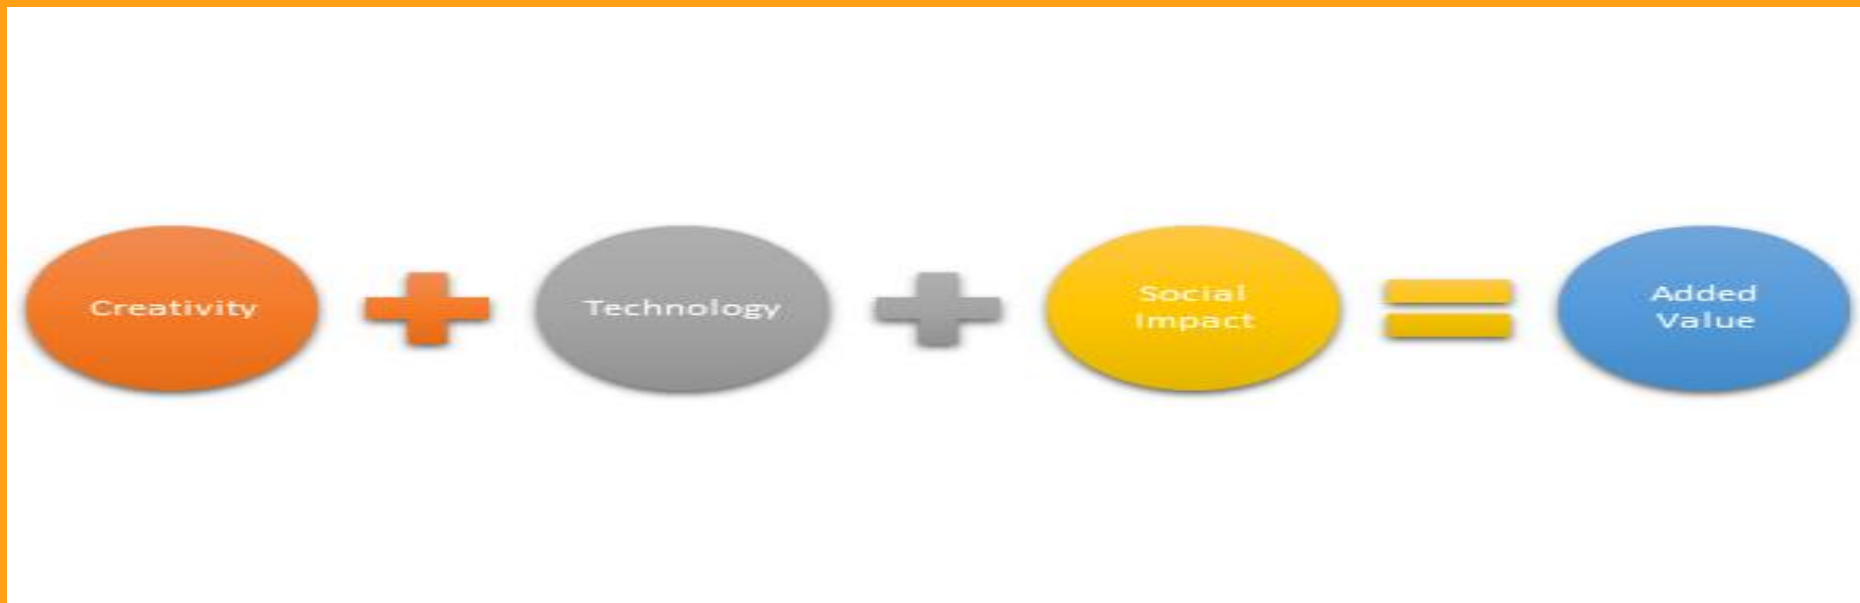 Creativity
Technology
Social
Impact
Added
Value